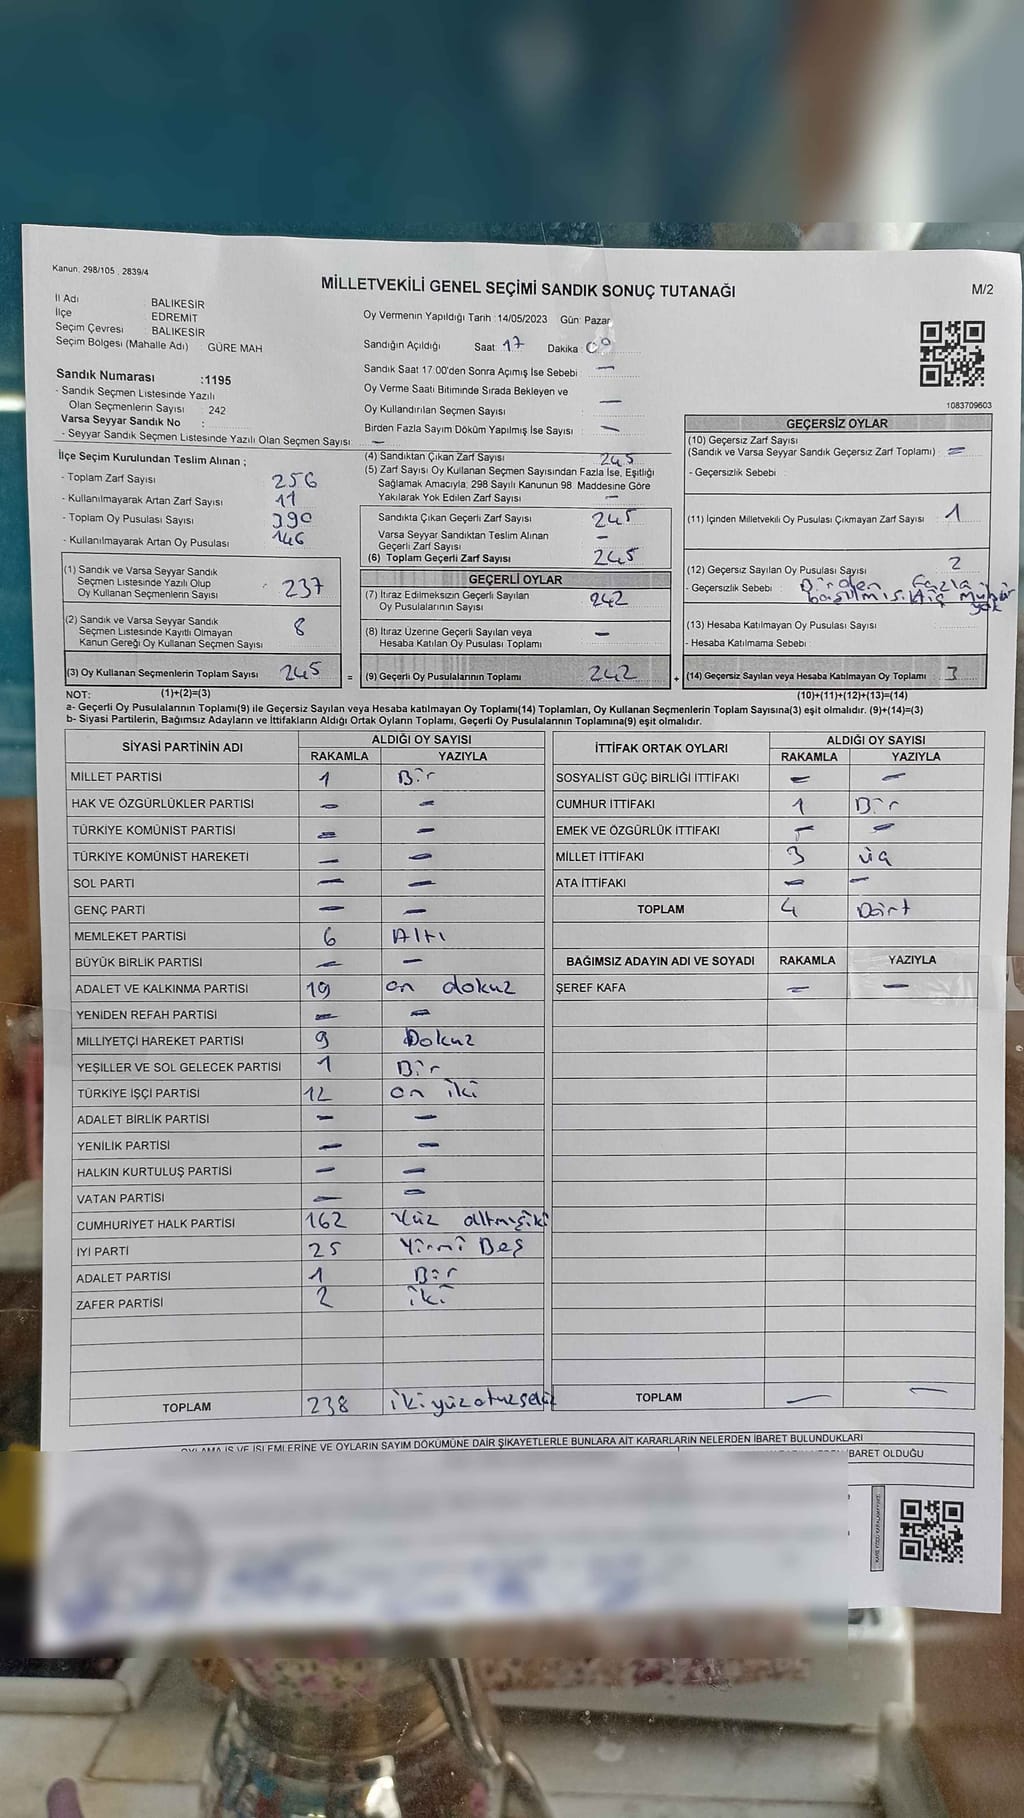 Kanun. 298/105 . 2839/4
MİLLETVEKİLİ GENEL SEÇİMİ SANDIK SONUÇ TUTANAĞI
M/2
İl Adı BALIKESİR
İlçe EDREMİT
Seçim Çevresi BALIKESİR
Seçim Bölgesi (Mahalle Adı) : GÜRE MAH
Sandık Numarası :1195
- Sandık Seçmen Listesinde Yazılı
Olan Seçmenlerin Sayısı : 242
Varsa Seyyar Sandık No :
- Seyyar Sandık Seçmen Listesinde Yazılı Olan Seçmen Sayısı : —
Oy Vermenin Yapıldığı Tarih :14/05/2023 Gün: Pazar
Sandığın Açıldığı Saat 17 Dakika 00
Sandık Saat 17:00'den Sonra Açımış İse Sebebi —
Oy Verme Saati Bitiminde Sırada Bekleyen ve
Oy Kullandırılan Seçmen Sayısı —
Birden Fazla Sayım Döküm Yapılmış İse Sayısı —
1083709603
İlçe Seçim Kurulundan Teslim Alınan ;
- Toplam Zarf Sayısı 256
- Kullanılmayarak Artan Zarf Sayısı 11
- Toplam Oy Pusulası Sayısı 390
- Kullanılmayarak Artan Oy Pusulası 146
(1) Sandık ve Varsa Seyyar Sandık
Seçmen Listesinde Yazılı Olup
Oy Kullanan Seçmenlerin Sayısı 237
(2) Sandık ve Varsa Seyyar Sandık
Seçmen Listesinde Kayıtlı Olmayan
Kanun Gereği Oy Kullanan Seçmen Sayısı 8
(3) Oy Kullanan Seçmenlerin Toplam Sayısı 245 =
(4) Sandıktan Çıkan Zarf Sayısı 245
(5) Zarf Sayısı Oy Kullanan Seçmen Sayısından Fazla İse, Eşitliği
Sağlamak Amacıyla, 298 Sayılı Kanunun 98. Maddesine Göre
Yakılarak Yok Edilen Zarf Sayısı —
Sandıkta Çıkan Geçerli Zarf Sayısı 245
Varsa Seyyar Sandıktan Teslim Alınan
Geçerli Zarf Sayısı —
(6) Toplam Geçerli Zarf Sayısı 245
GEÇERLİ OYLAR
(7) İtiraz Edilmeksizin Geçerli Sayılan
Oy Pusulalarının Sayısı 242
(8) İtiraz Üzerine Geçerli Sayılan veya
Hesaba Katılan Oy Pusulası Toplamı —
(9) Geçerli Oy Pusulalarının Toplamı 242 +
GEÇERSİZ OYLAR
(10) Geçersiz Zarf Sayısı
(Sandık ve Varsa Seyyar Sandık Geçersiz Zarf Toplamı) : —
- Geçersizlik Sebebi :
(11) İçinden Milletvekili Oy Pusulası Çıkmayan Zarf Sayısı 1
(12) Geçersiz Sayılan Oy Pusulası Sayısı 2
- Geçersizlik Sebebi : Birden Fazla
basılmış. Hiç mühür
yok
(13) Hesaba Katılmayan Oy Pusulası Sayısı
- Hesaba Katılmama Sebebi :
(14) Geçersiz Sayılan veya Hesaba Katılmayan Oy Toplamı 3
NOT: (1)+(2)=(3) (10)+(11)+(12)+(13)=(14)
a- Geçerli Oy Pusulalarının Toplamı(9) ile Geçersiz Sayılan veya Hesaba katılmayan Oy Toplamı(14) Toplamları, Oy Kullanan Seçmenlerin Toplam Sayısına(3) eşit olmalıdır. (9)+(14)=(3)
b- Siyasi Partilerin, Bağımsız Adayların ve İttifakların Aldığı Ortak Oyların Toplamı, Geçerli Oy Pusulalarının Toplamına(9) eşit olmalıdır.
SİYASİ PARTİNİN ADI ALDIĞI OY SAYISI
RAKAMLA YAZIYLA
MİLLET PARTİSİ 1 Bir
HAK VE ÖZGÜRLÜKLER PARTİSİ — —
TÜRKİYE KOMÜNİST PARTİSİ — —
TÜRKİYE KOMÜNİST HAREKETİ — —
SOL PARTİ — —
GENÇ PARTİ — —
MEMLEKET PARTİSİ 6 Altı
BÜYÜK BİRLİK PARTİSİ — —
ADALET VE KALKINMA PARTİSİ 19 on dokuz
YENİDEN REFAH PARTİSİ — —
MİLLİYETÇİ HAREKET PARTİSİ 9 Dokuz
YEŞİLLER VE SOL GELECEK PARTİSİ 1 Bir
TÜRKİYE İŞÇİ PARTİSİ 12 on iki
ADALET BİRLİK PARTİSİ — —
YENİLİK PARTİSİ — —
HALKIN KURTULUŞ PARTİSİ — —
VATAN PARTİSİ — —
CUMHURİYET HALK PARTİSİ 162 Yüz altmışiki
İYİ PARTİ 25 Yirmi Beş
ADALET PARTİSİ 1 Bir
ZAFER PARTİSİ 2 iki
TOPLAM 238 ikiyüzotuzsekiz
İTTİFAK ORTAK OYLARI ALDIĞI OY SAYISI
RAKAMLA YAZIYLA
SOSYALİST GÜÇ BİRLİĞİ İTTİFAKI — —
CUMHUR İTTİFAKI 1 Bir
EMEK VE ÖZGÜRLÜK İTTİFAKI — —
MİLLET İTTİFAKI 3 üç
ATA İTTİFAKI — —
TOPLAM 4 Dört
BAĞIMSIZ ADAYIN ADI VE SOYADI RAKAMLA YAZIYLA
ŞEREF KAFA — —
TOPLAM — —
OYLAMA İŞ VE İŞLEMLERİNE VE OYLARIN SAYIM DÖKÜMÜNE DAİR ŞİKAYETLERLE BUNLARA AİT KARARLARIN NELERDEN İBARET BULUNDUKLARI
İBARET OLDUĞU